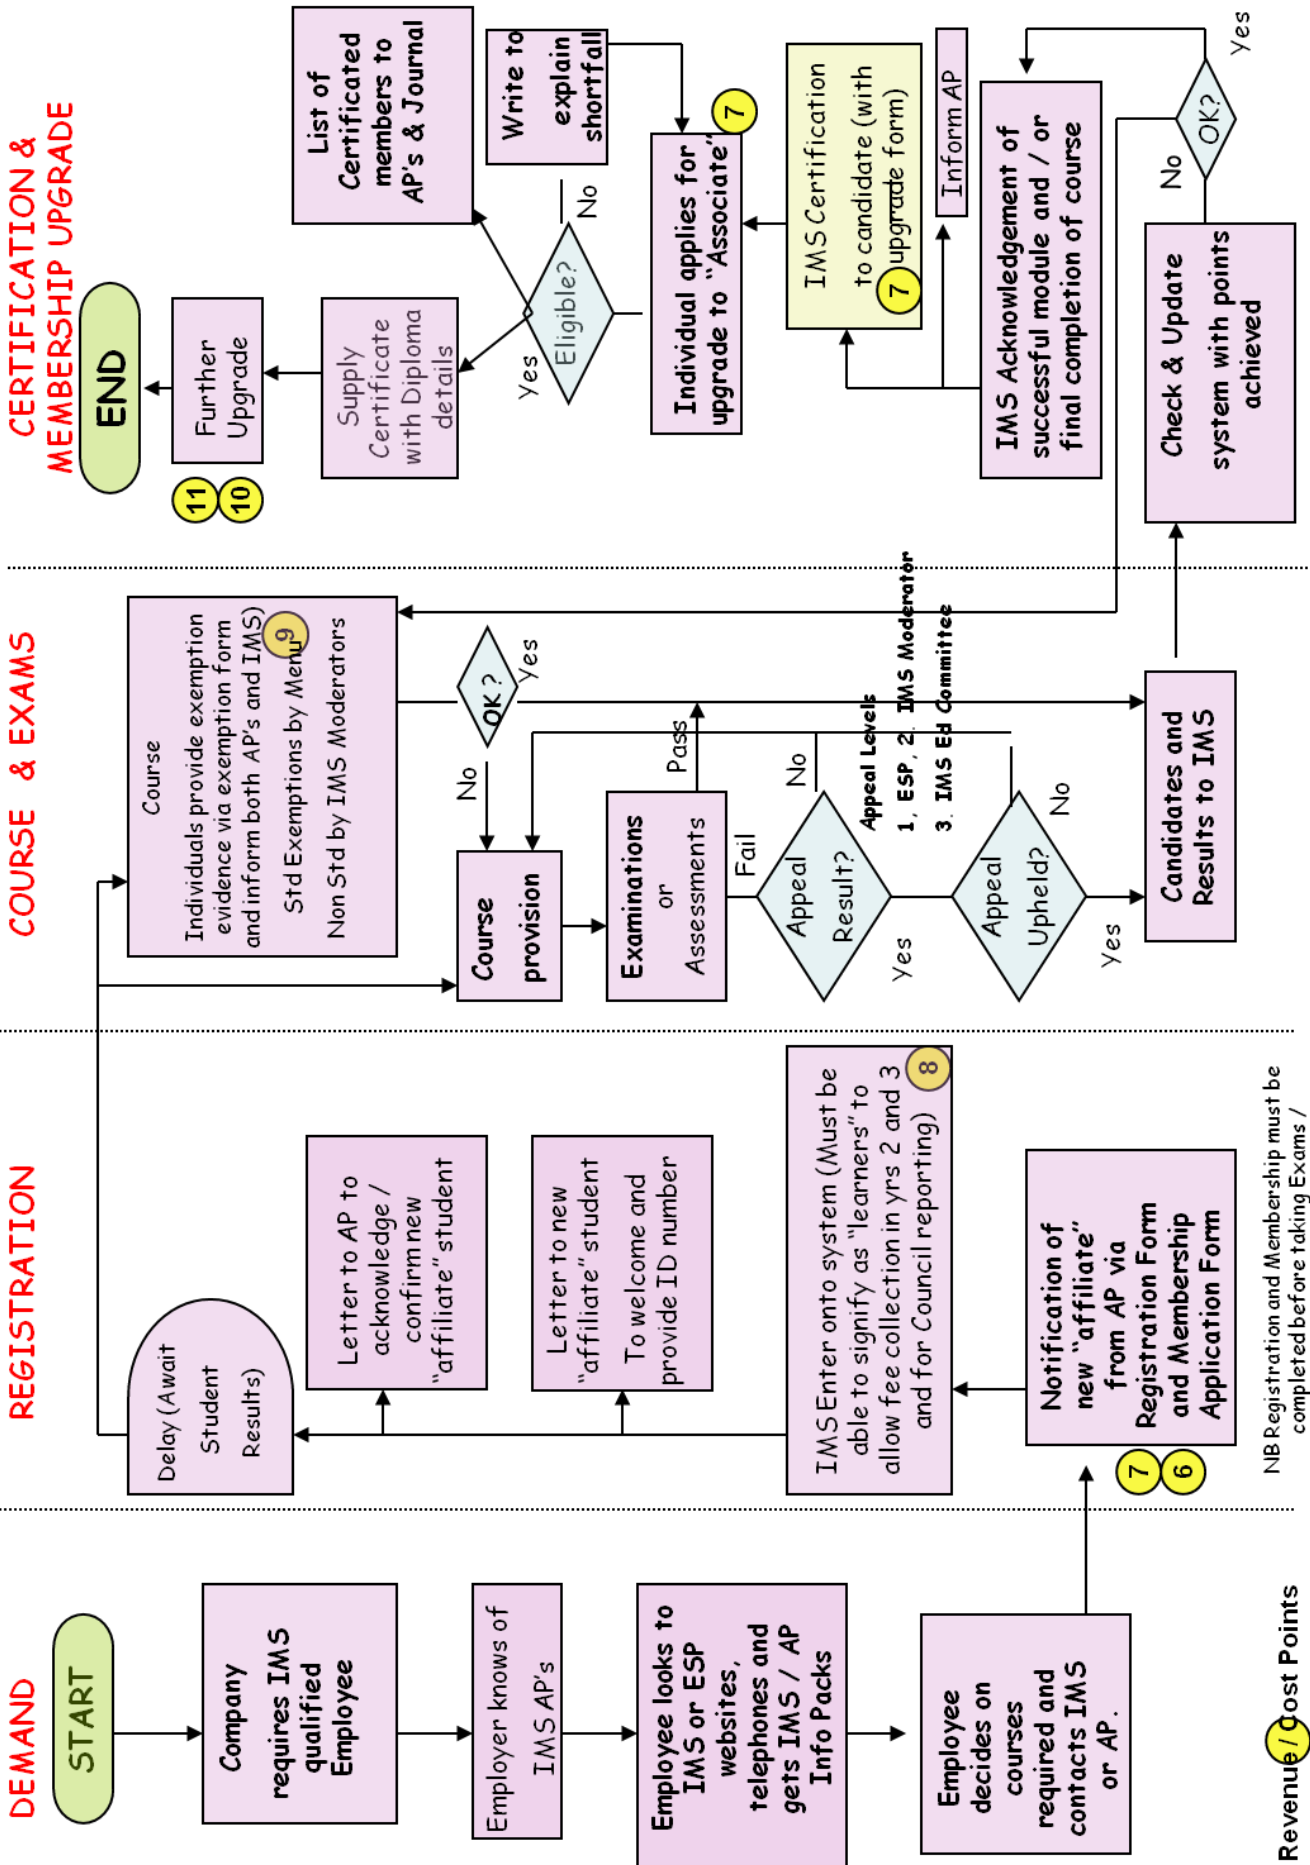 DEMAND
START
Company
requires IMS
qualified
Employee
Employer knows of
IMS AP's
Employee looks to
IMS or ESP
websites,
telephones and
gets IMS / AP
Info Packs
Employee
decides on
courses
required and
contacts IMS
or AP.
Revenue / Cost Points
REGISTRATION
Delay (Await
Student
Results)
Letter to AP to
acknowledge /
confirm new
"affiliate" student
Letter to new
"affiliate" student
To welcome and
provide ID number
IMS Enter onto system (Must be
able to signify as "learners" to
allow fee collection in yrs 2 and 3
and for Council reporting)
8
Notification of
new "affiliate"
from AP via
Registration Form
and Membership
Application Form
7
6
NB Registration and Membership must be
completed before taking Exams /
COURSE & EXAMS
Course
Individuals provide exemption
evidence via exemption form
and inform both AP's and IMS)
9
Std Exemptions by Menu
Non Std by IMS Moderators
OK?
No
Yes
Course
provision
Examinations
or
Assessments
Pass
Fail
Appeal
Result?
No
Yes
Appeal Levels
1, ESP, 2. IMS Moderator
3. IMS Ed Committee
Appeal
Upheld?
No
Yes
Candidates and
Results to IMS
CERTIFICATION &
MEMBERSHIP UPGRADE
END
Further
Upgrade
11
10
Supply
Certificate
with Diploma
details
List of
Certificated
members to
AP's & Journal
Yes
Eligible?
No
Write to
explain
shortfall
Individual applies for
upgrade to "Associate"
7
IMS Certification
to candidate (with
upgrade form)
7
Inform AP
IMS Acknowledgement of
successful module and / or
final completion of course
No
OK?
Yes
Check & Update
system with points
achieved